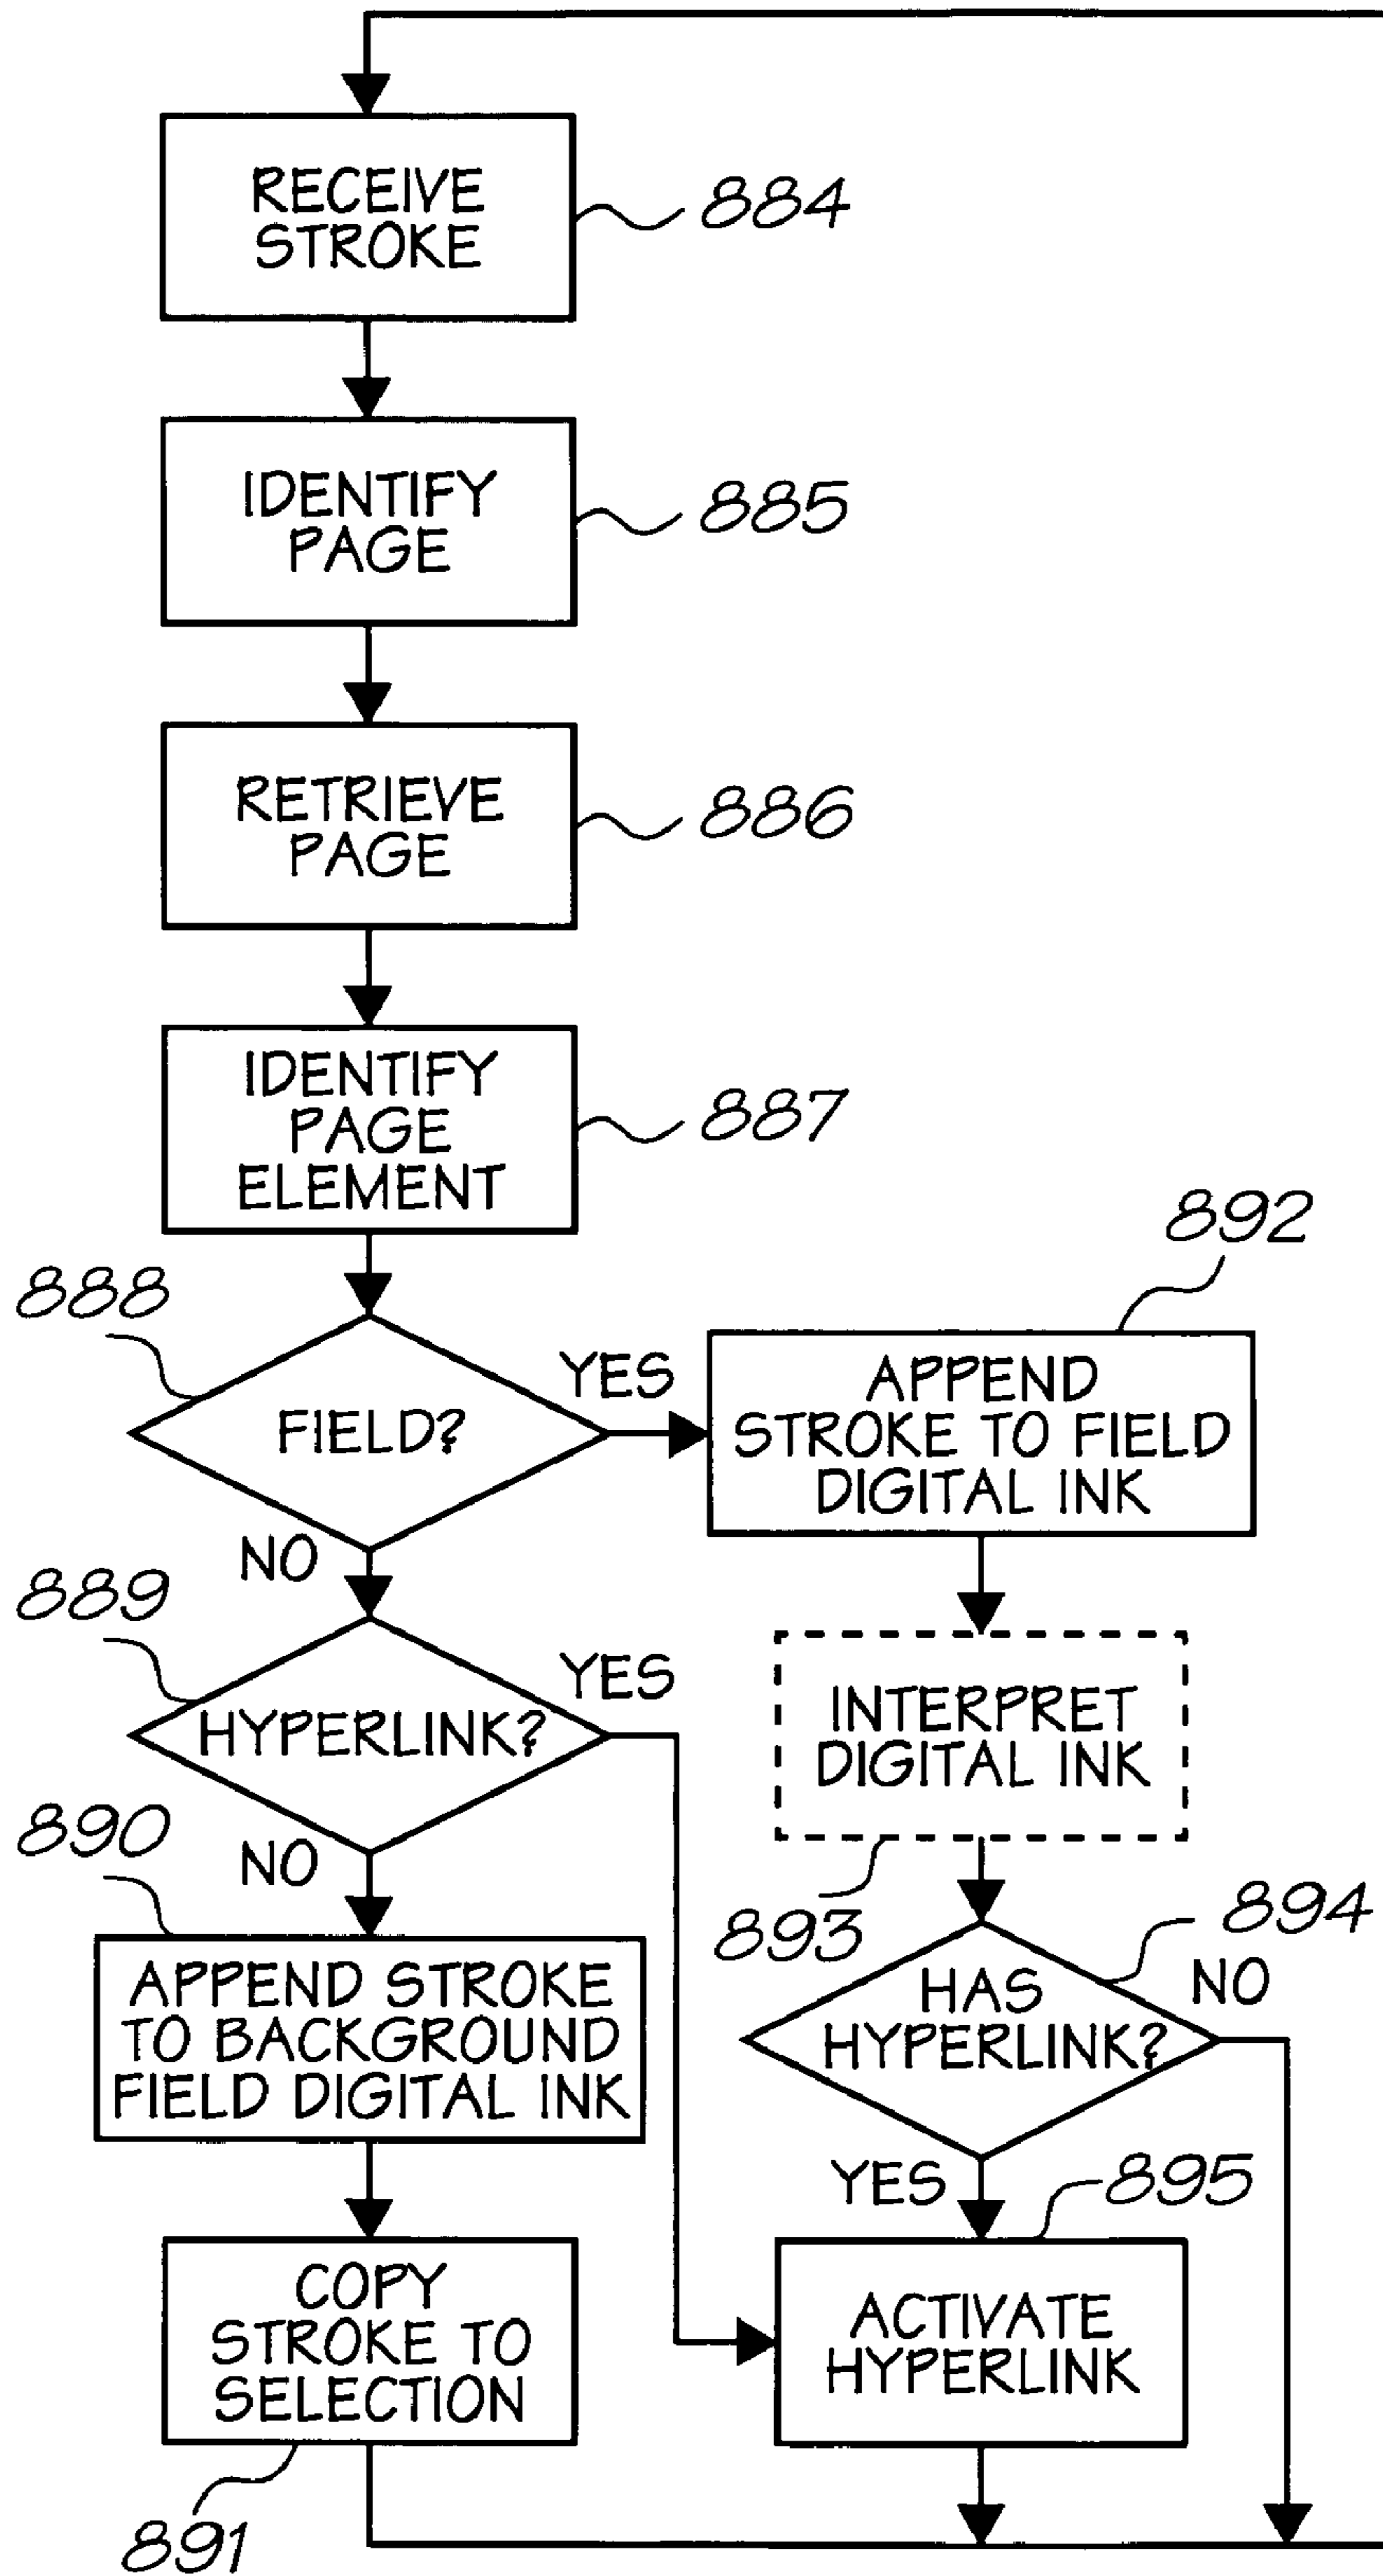 RECEIVE
STROKE
884
IDENTIFY
PAGE
885
RETRIEVE
PAGE
886
IDENTIFY
PAGE
ELEMENT
887
888
FIELD?
YES
NO
892
APPEND
STROKE TO FIELD
DIGITAL INK
889
HYPERLINK?
YES
NO
INTERPRET
DIGITAL INK
893
890
APPEND STROKE
TO BACKGROUND
FIELD DIGITAL INK
894
HAS
HYPERLINK?
NO
YES
895
COPY
STROKE TO
SELECTION
891
ACTIVATE
HYPERLINK